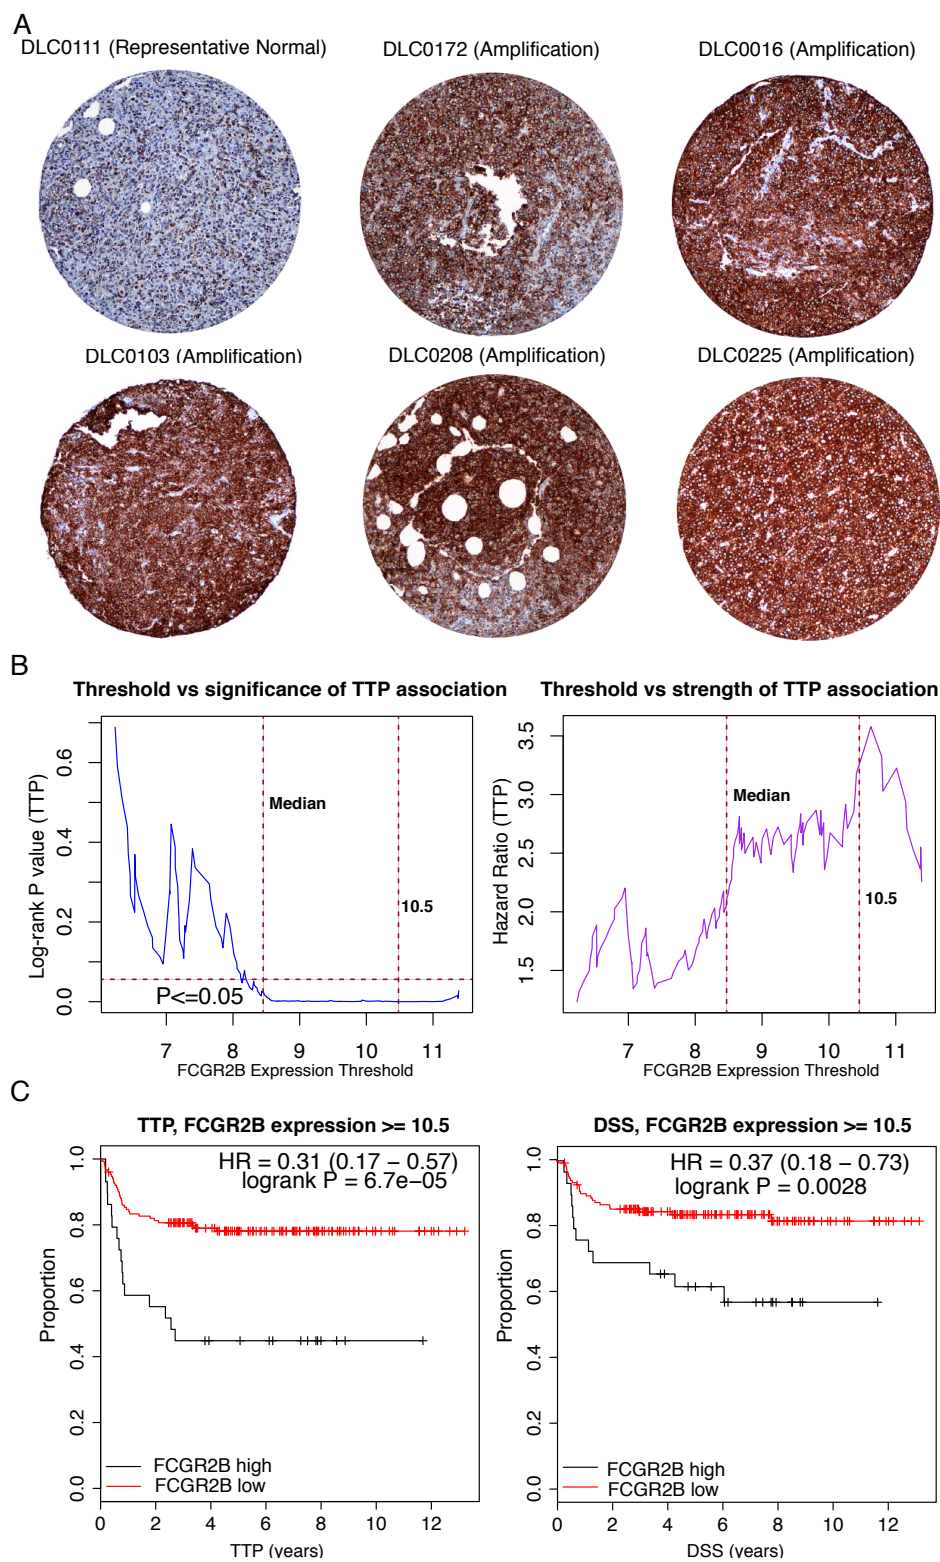 A
DLC0111 (Representative Normal)
DLC0172 (Amplification)
DLC0016 (Amplification)
DLC0103 (Amplification)
DLC0208 (Amplification)
DLC0225 (Amplification)
B
Threshold vs significance of TTP association
Log-rank P value (TTP)
0.0
0.2
0.4
0.6
Median
10.5
P<=0.05
7
8
9
10
11
FCGR2B Expression Threshold
Threshold vs strength of TTP association
Hazard Ratio (TTP)
1.5
2.0
2.5
3.0
3.5
Median
10.5
7
8
9
10
11
FCGR2B Expression Threshold
C
TTP, FCGR2B expression >= 10.5
HR = 0.31 (0.17 – 0.57)
logrank P = 6.7e−05
Proportion
0.0
0.2
0.4
0.6
0.8
1.0
FCGR2B high
FCGR2B low
0
2
4
6
8
10
12
TTP (years)
DSS, FCGR2B expression >= 10.5
HR = 0.37 (0.18 – 0.73)
logrank P = 0.0028
Proportion
0.0
0.2
0.4
0.6
0.8
1.0
FCGR2B high
FCGR2B low
0
2
4
6
8
10
12
DSS (years)